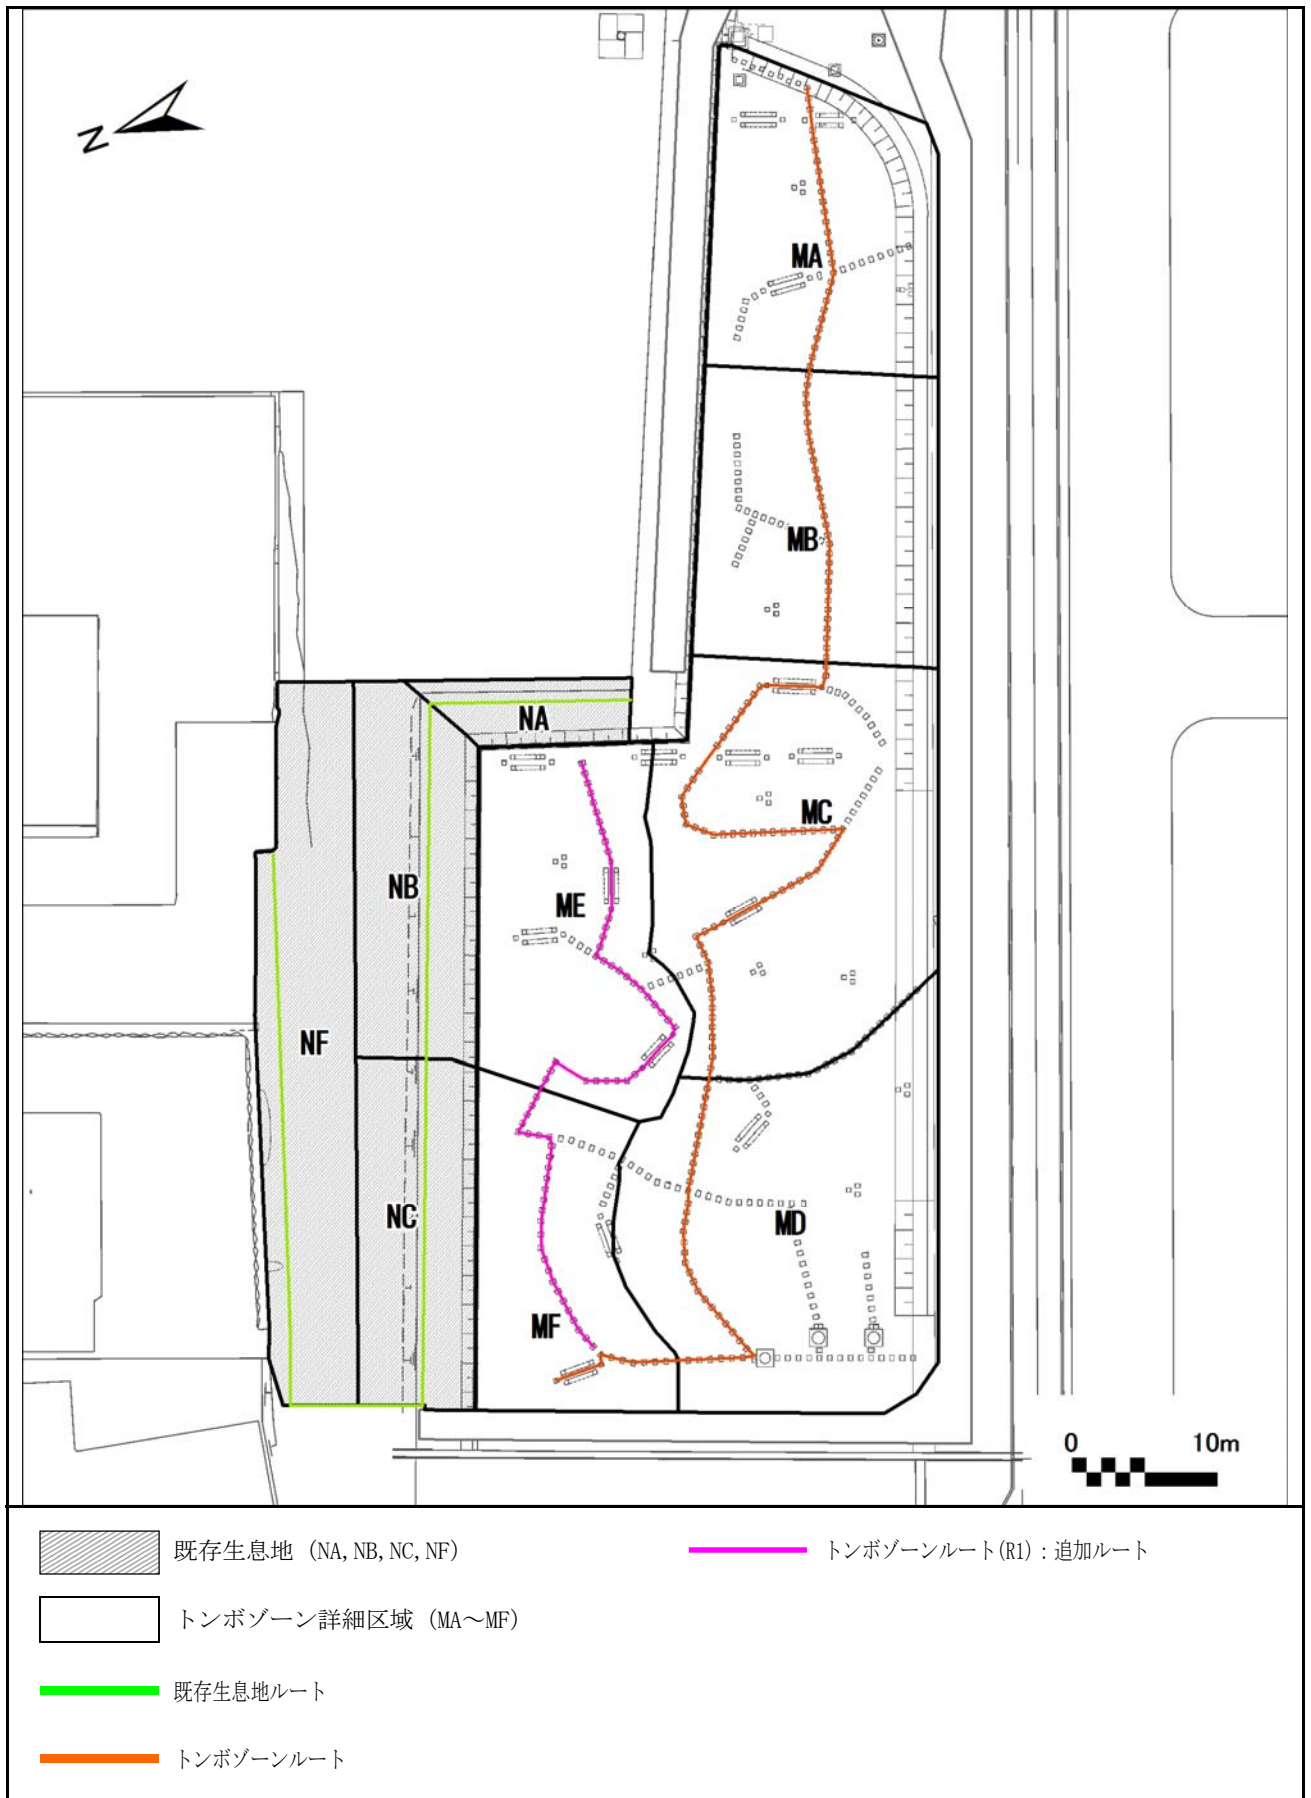 N
MA
MB
NA
MC
NB
ME
NF
NC
MD
MF
0 10m
既存生息地 (NA, NB, NC, NF)
トンボゾーンルート(R1)：追加ルート
トンボゾーン詳細区域 (MA～MF)
既存生息地ルート
トンボゾーンルート